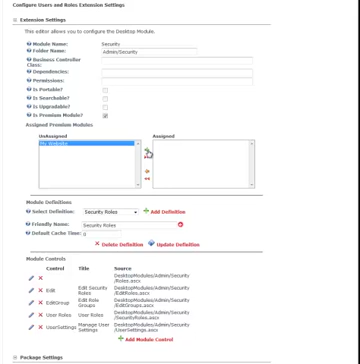 Configure Users and Roles Extension Settings
Extension Settings
This editor allows you to configure the Desktop Module.
Module Name: Security
Folder Name: Admin/Security
Business Controller
Class:
Dependencies:
Permissions:
Is Portable?
Is Searchable?
Is Upgradable?
Is Premium Module?
Assigned Premium Modules
UnAssigned Assigned
My Website
Module Definitions
Select Definition: Security Roles Add Definition
Friendly Name: Security Roles
Default Cache Time: 0
Delete Definition Update Definition
Module Controls
Control Title Source
DesktopModules/Admin/Security
/Roles.ascx
Edit Edit Security Roles DesktopModules/Admin/Security
/EditRoles.ascx
EditGroup Edit Role Groups DesktopModules/Admin/Security
/EditGroups.ascx
User Roles User Roles DesktopModules/Admin/Security
/SecurityRoles.ascx
UserSettings Manage User Settings DesktopModules/Admin/Security
/UserSettings.ascx
Add Module Control
Package Settings